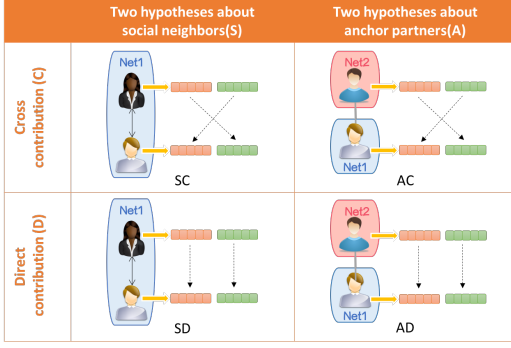 Two hypotheses about
social neighbors(S)
Two hypotheses about
anchor partners(A)
Cross
contribution (C)
Net1
SC
Net2
Net1
AC
Direct
contribution (D)
Net1
SD
Net2
Net1
AD